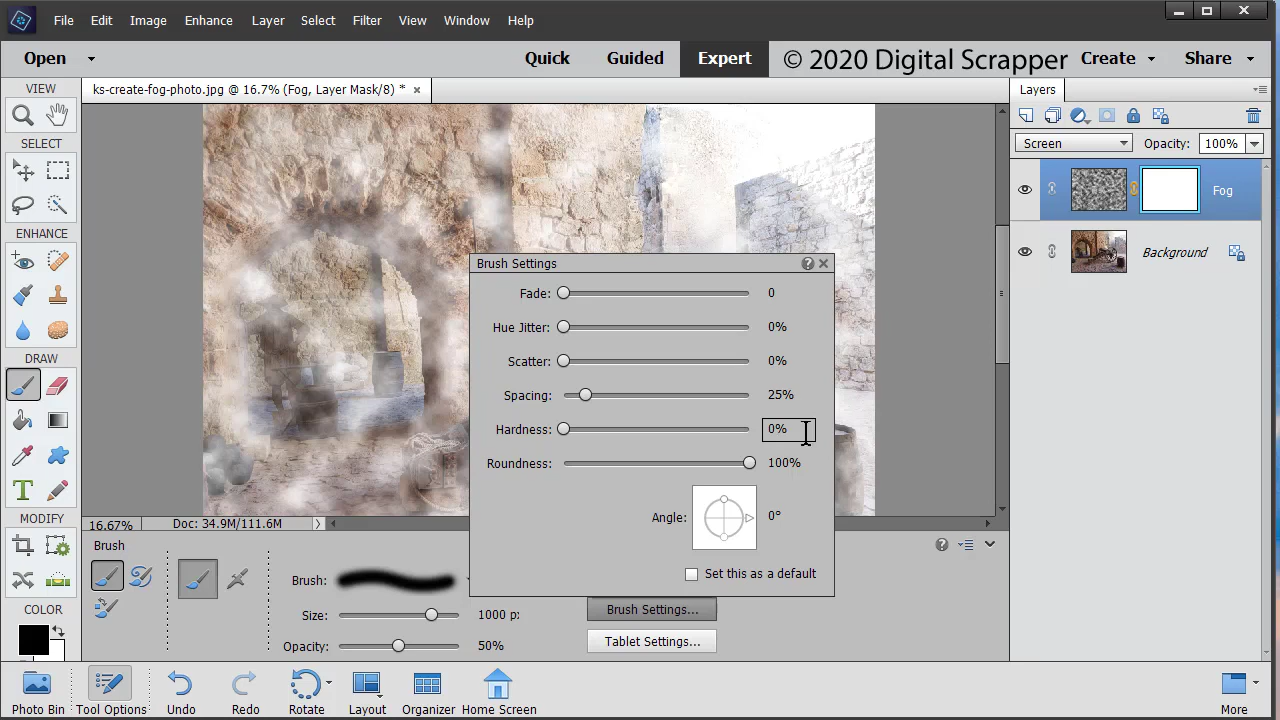 File Edit Image Enhance Layer Select Filter View Window Help
Open Quick Guided Expert © 2020 Digital Scrapper Create Share
VIEW
ks-create-fog-photo.jpg @ 16.7% (Fog, Layer Mask/8) *
Layers
SELECT
Screen Opacity: 100%
Fog
ENHANCE
Background
Brush Settings
Fade: 0
Hue Jitter: 0%
DRAW
Scatter: 0%
Spacing: 25%
Hardness: 0%
Roundness: 100%
T
MODIFY
Angle: 0°
16.67% Doc: 34.9M/111.6M
Brush
Set this as a default
Brush:
COLOR
Size: 1000 p:
Brush Settings...
Opacity: 50%
Tablet Settings...
Photo Bin Tool Options Undo Redo Rotate Layout Organizer Home Screen More